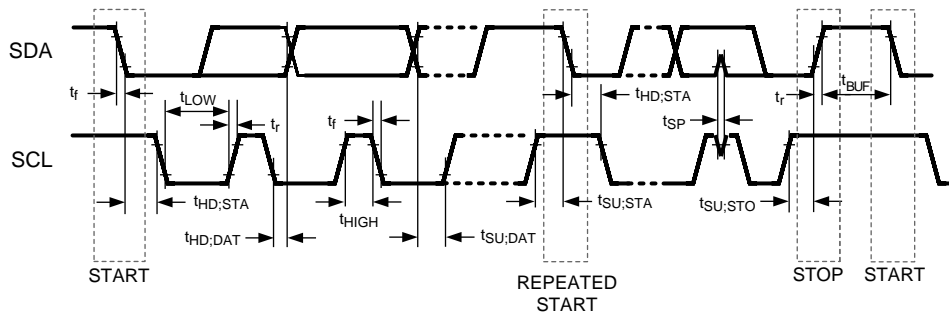 SDA
t_f
t_LOW
t_r
t_f
t_HD;STA
t_SP
t_r
t_BUF
SCL
t_HD;STA
t_HD;DAT
t_HIGH
t_SU;DAT
t_SU;STA
t_SU;STO
START
REPEATED
START
STOP
START